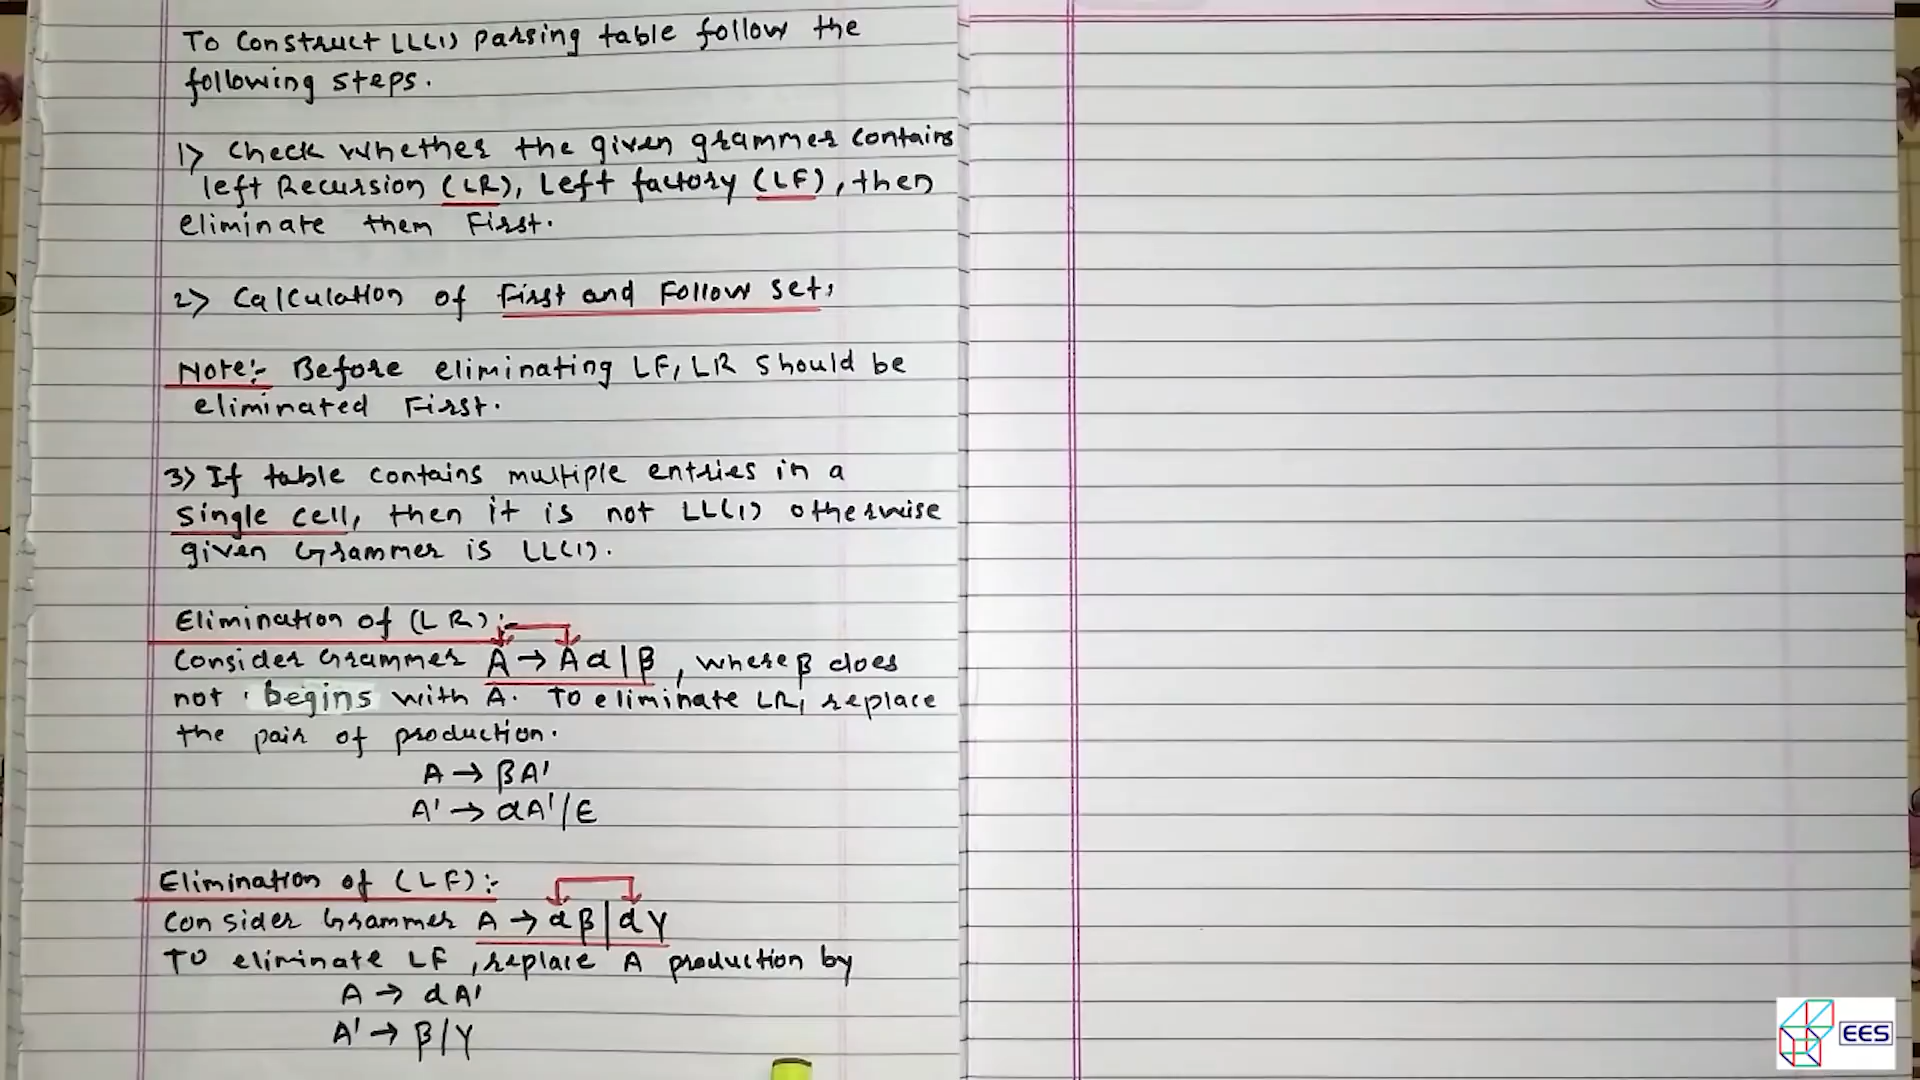 To Construct LL(1) parsing table follow the
following steps.
1) Check whether the given grammer contains
left Recursion (LR), Left factory (LF), then
eliminate them First.
2) Calculation of First and Follow set.
Note:- Before eliminating LF, LR should be
eliminated First.
3) If table contains multiple entries in a
single cell, then it is not LL(1) otherwise
given Grammer is LL(1).
Elimination of (LR):-
Consider Grammer A → Aα | β , where β does
not begins with A. To eliminate LR, replace
the pair of production.
A → βA'
A' → αA'/ε
Elimination of (LF):-
Consider Grammer A → αβ | αγ
To eliminate LF, replace A production by
A → αA'
A' → β/γ
EES